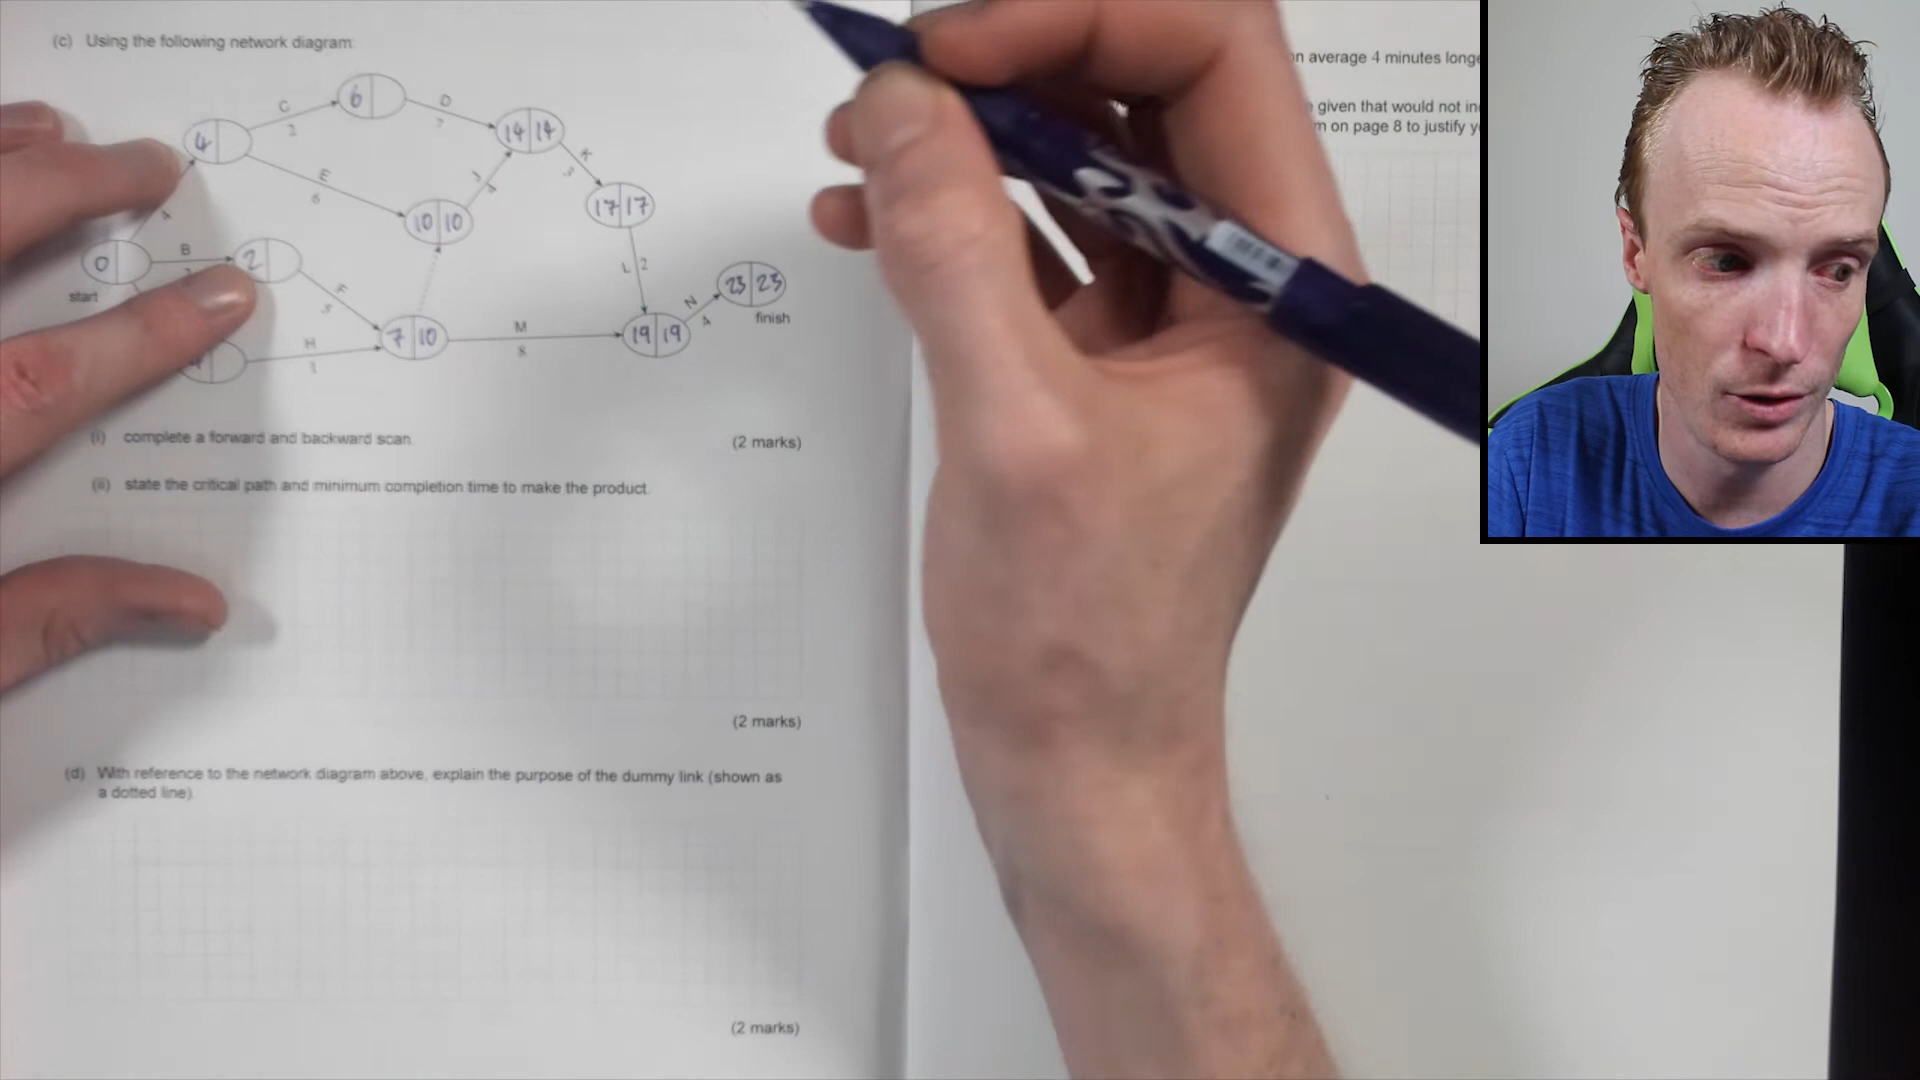 (c) Using the following network diagram:
n average 4 minutes longe
given that would not in
m on page 8 to justify y
6
C
2
D
7
4
14 14
K
3
E
6
J
4
17 17
10 10
A
B
2
0
F
5
L 2
23 23
N
4
start
finish
7 10
M
8
19 19
H
1
(i) complete a forward and backward scan.
(2 marks)
(ii) state the critical path and minimum completion time to make the product.
(2 marks)
(d) With reference to the network diagram above, explain the purpose of the dummy link (shown as
a dotted line).
(2 marks)